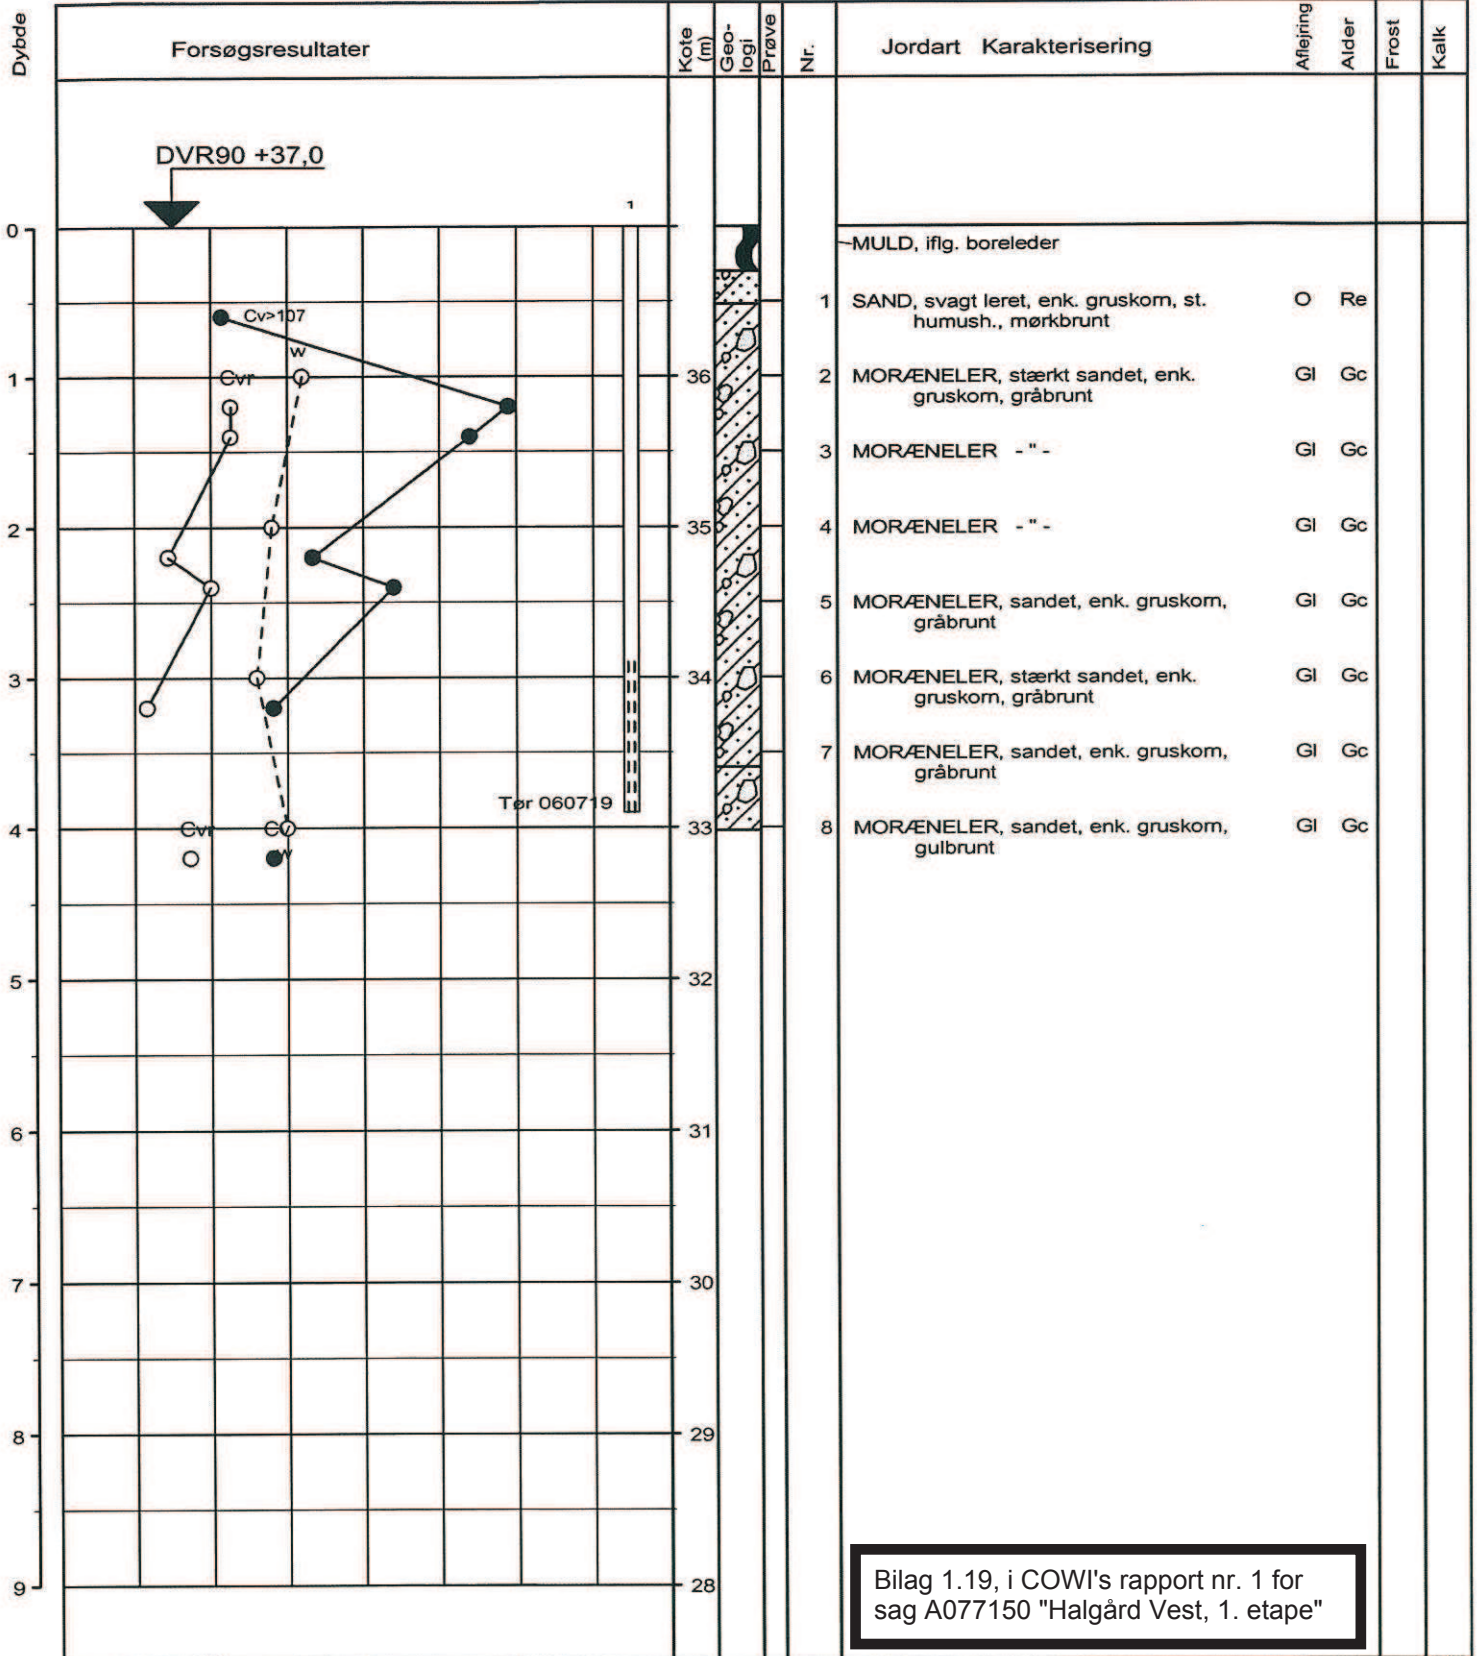 Dybde
Forsøgsresultater
Kote (m)
Geo-logi
Prøve
Nr.
Jordart Karakterisering
Aflejring
Alder
Frost
Kalk
DVR90 +37,0
1
0
MULD, iflg. boreleder
1 SAND, svagt leret, enk. gruskorn, st.
humush., mørkbrunt
O Re
Cv>107
w
Cvr
1
36
2 MORÆNELER, stærkt sandet, enk.
gruskorn, gråbrunt
Gl Gc
3 MORÆNELER - " -
Gl Gc
2
35
4 MORÆNELER - " -
Gl Gc
5 MORÆNELER, sandet, enk. gruskorn,
gråbrunt
Gl Gc
3
34
6 MORÆNELER, stærkt sandet, enk.
gruskorn, gråbrunt
Gl Gc
7 MORÆNELER, sandet, enk. gruskorn,
gråbrunt
Gl Gc
Tør 060719
4
Cvr
C
w
33
8 MORÆNELER, sandet, enk. gruskorn,
gulbrunt
Gl Gc
5
32
6
31
7
30
8
29
9
28
Bilag 1.19, i COWI's rapport nr. 1 for
sag A077150 "Halgård Vest, 1. etape"